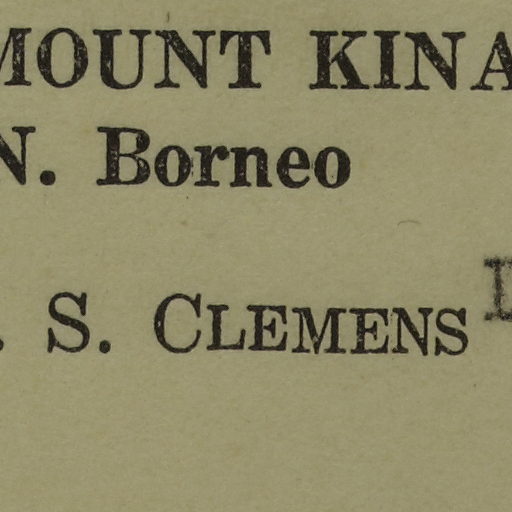 MOUNT KINA
N. Borneo
. S. CLEMENS